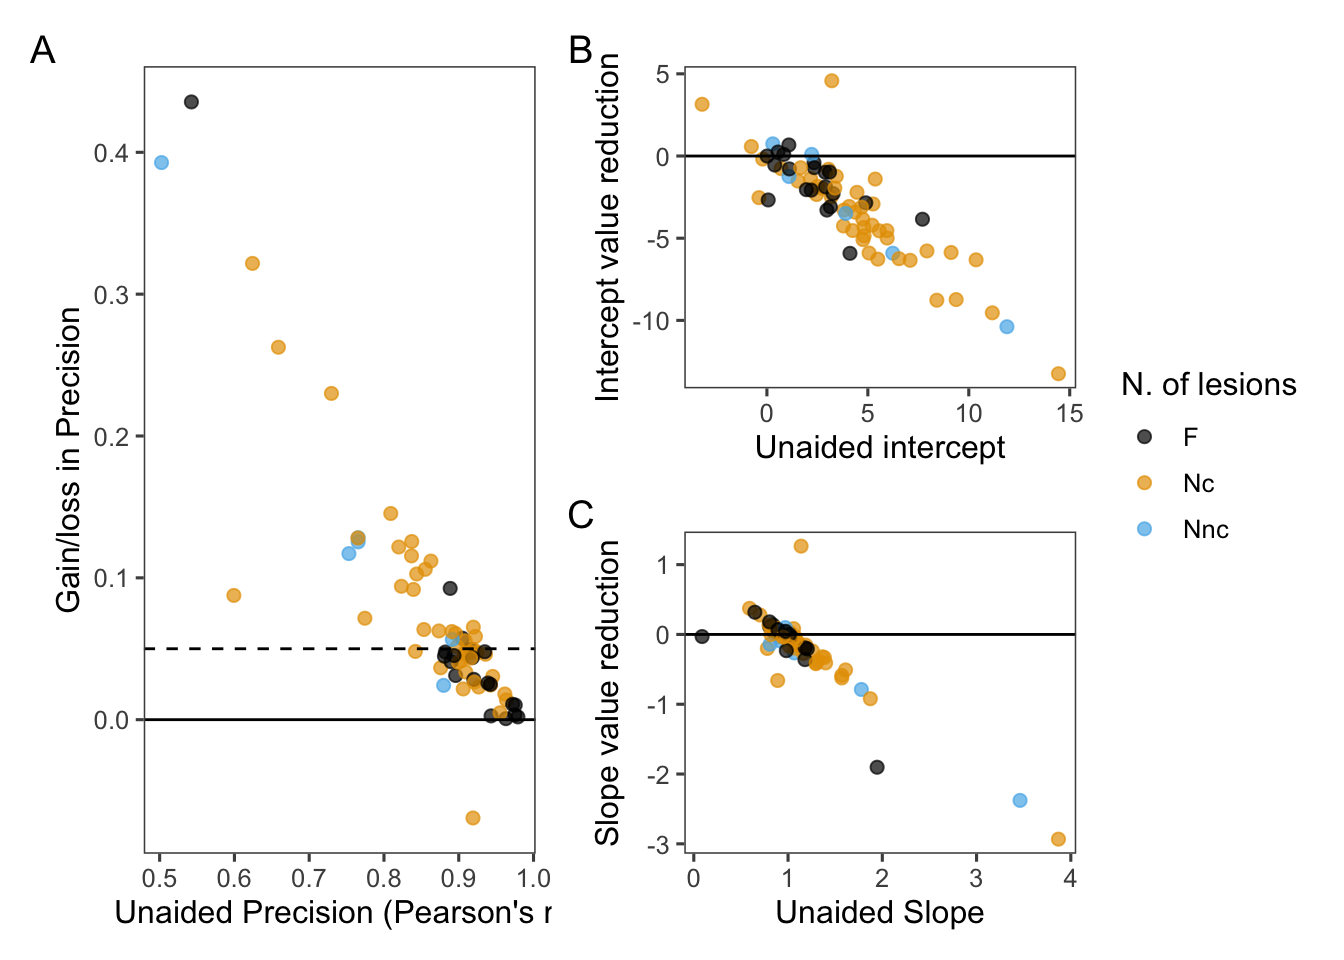 A
Gain/loss in Precision
0.4
0.3
0.2
0.1
0.0
0.5 0.6 0.7 0.8 0.9 1.0
Unaided Precision (Pearson's r
B
Intercept value reduction
5
0
-5
-10
0 5 10 15
Unaided intercept
C
Slope value reduction
1
0
-1
-2
-3
0 1 2 3 4
Unaided Slope
N. of lesions
F
Nc
Nnc